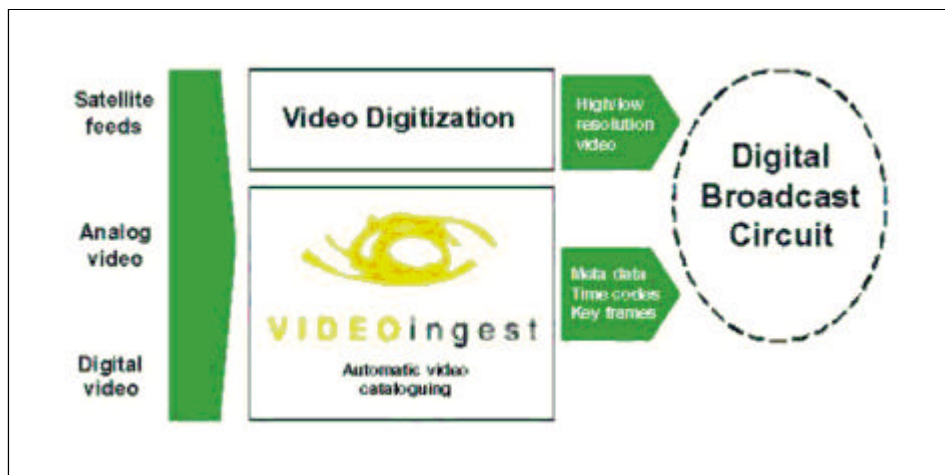 Satellite
feeds
Analog
video
Digital
video
Video Digitization
VIDEOingest
Automatic video
cataloguing
High/low
resolution
video
Meta data
Time codes
Key frames
Digital
Broadcast
Circuit